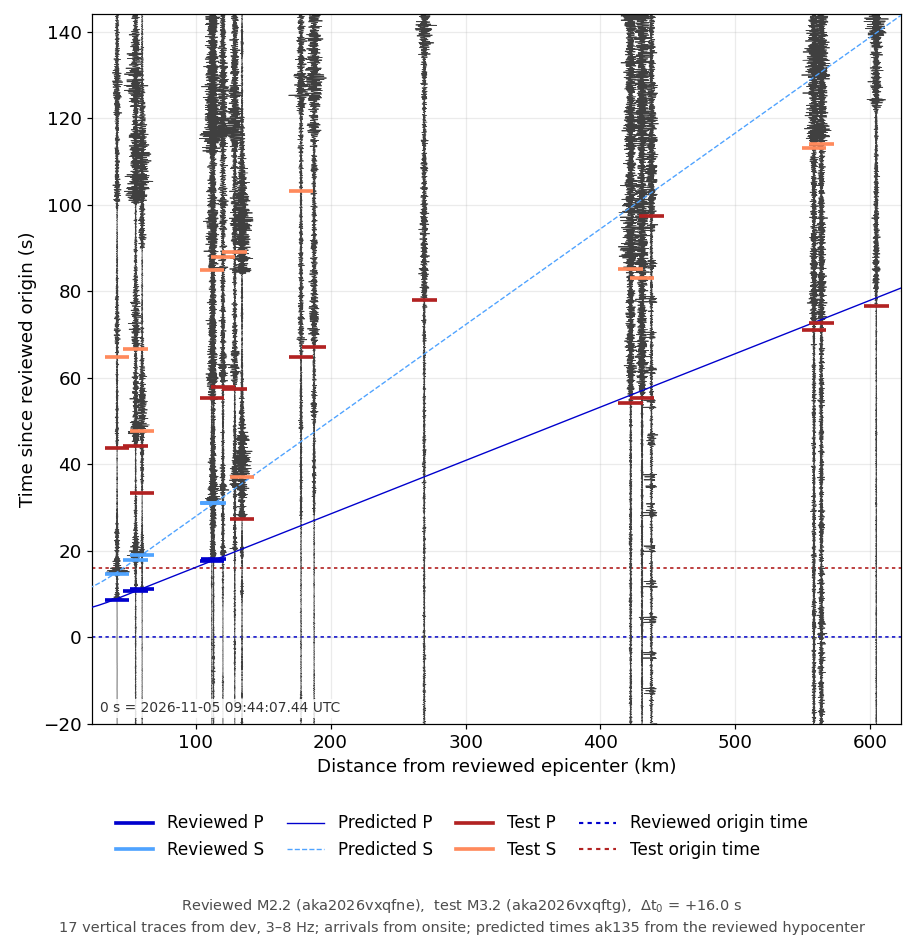 140
120
100
80
60
40
20
0
−20
Time since reviewed origin (s)
0 s = 2026-11-05 09:44:07.44 UTC
100 200 300 400 500 600
Distance from reviewed epicenter (km)
Reviewed P Predicted P Test P Reviewed origin time
Reviewed S Predicted S Test S Test origin time
Reviewed M2.2 (aka2026vxqfne), test M3.2 (aka2026vxqftg), Δt₀ = +16.0 s
17 vertical traces from dev, 3–8 Hz; arrivals from onsite; predicted times ak135 from the reviewed hypocenter